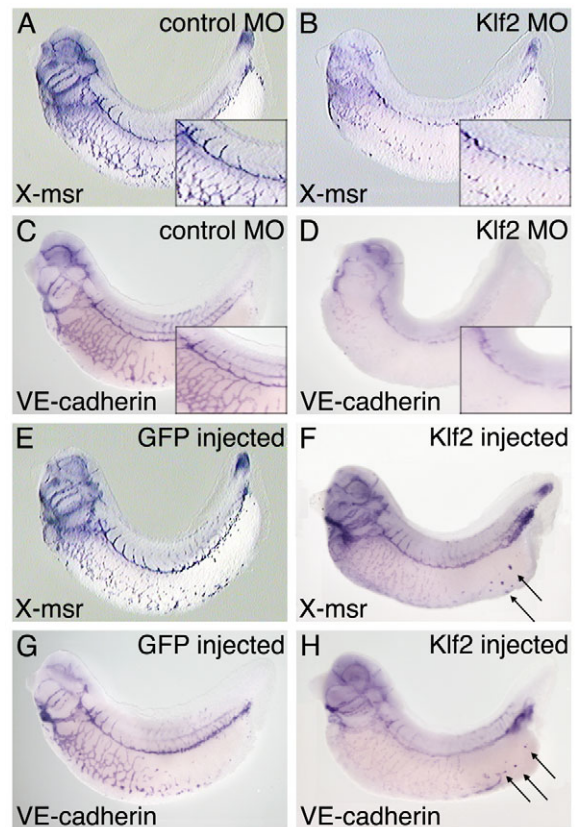 A control MO
X-msr
B Klf2 MO
X-msr
C control MO
VE-cadherin
D Klf2 MO
VE-cadherin
E GFP injected
X-msr
F Klf2 injected
X-msr
G GFP injected
VE-cadherin
H Klf2 injected
VE-cadherin